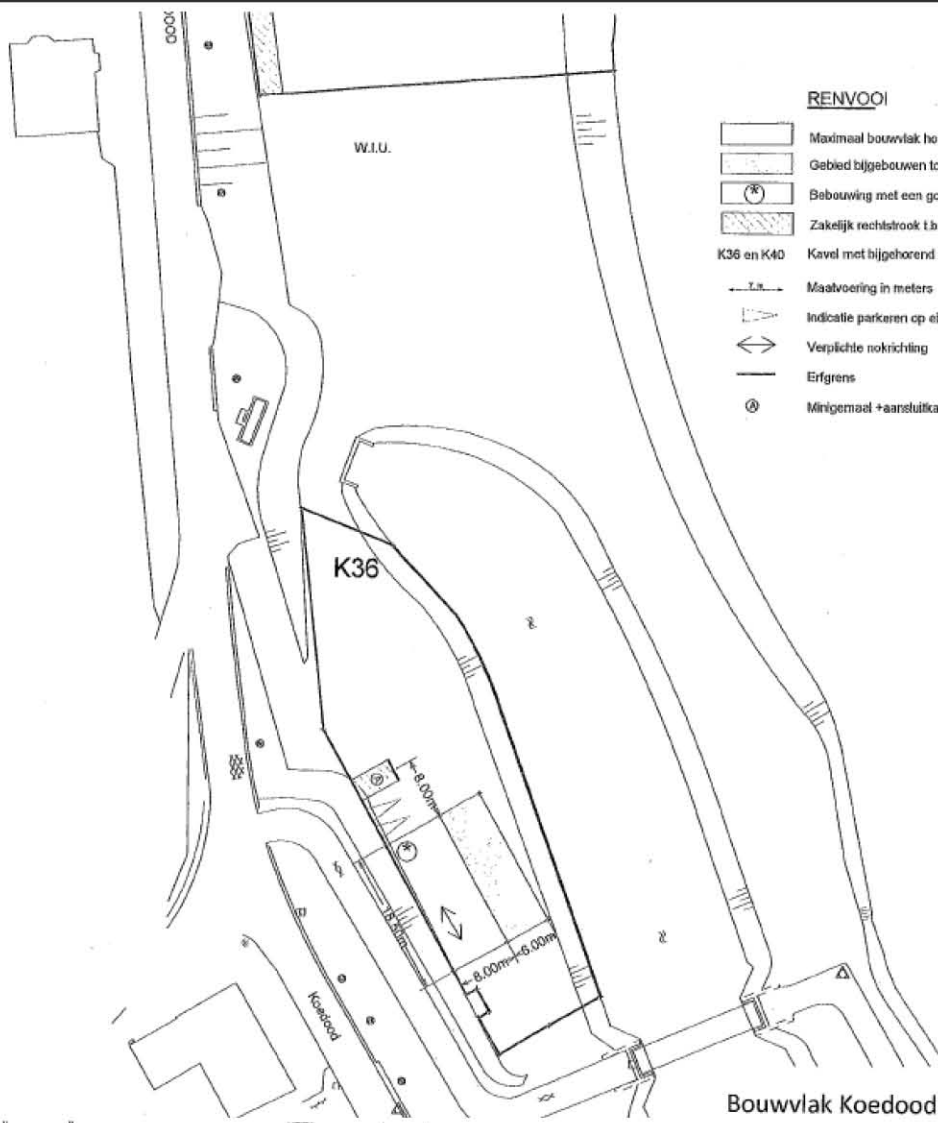 RENVOOI
Maximaal bouwvlak ho
Gebied bijgebouwen to
Bebouwing met een go
Zakelijk rechtstrook t.b
K36 en K40 Kavel met bijgehorend
Maatvoering in meters
Indicatie parkeren op ei
Verplichte nokrichting
Erfgrens
A Minigemaal +aansluitka
W.I.U.
K36
A
8.00m
18.50m
8.00m
6.00m
Koedood
Bouwvlak Koedood